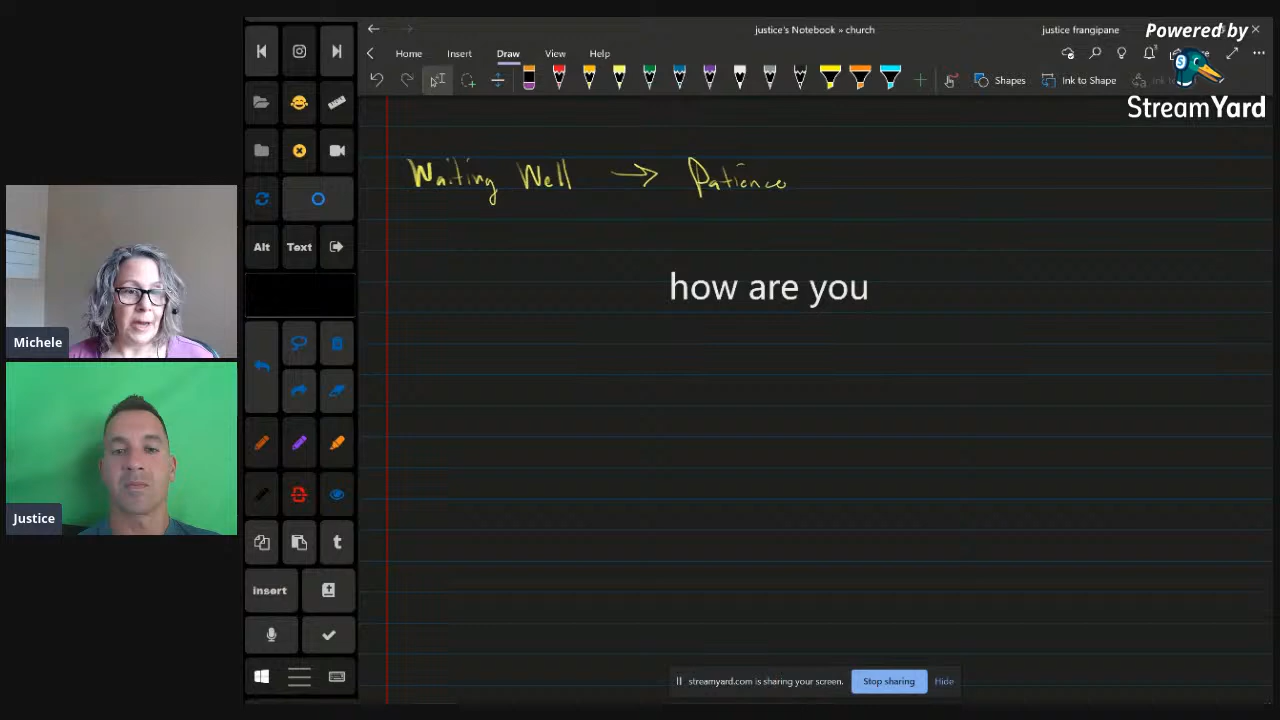 justice's Notebook » church
justice frangipane
Powered by
StreamYard
Home Insert Draw View Help
Shapes
Ink to Shape
Waiting Well → Patience
how are you
Michele
Justice
Alt
Text
t
insert
streamyard.com is sharing your screen.
Stop sharing
Hide